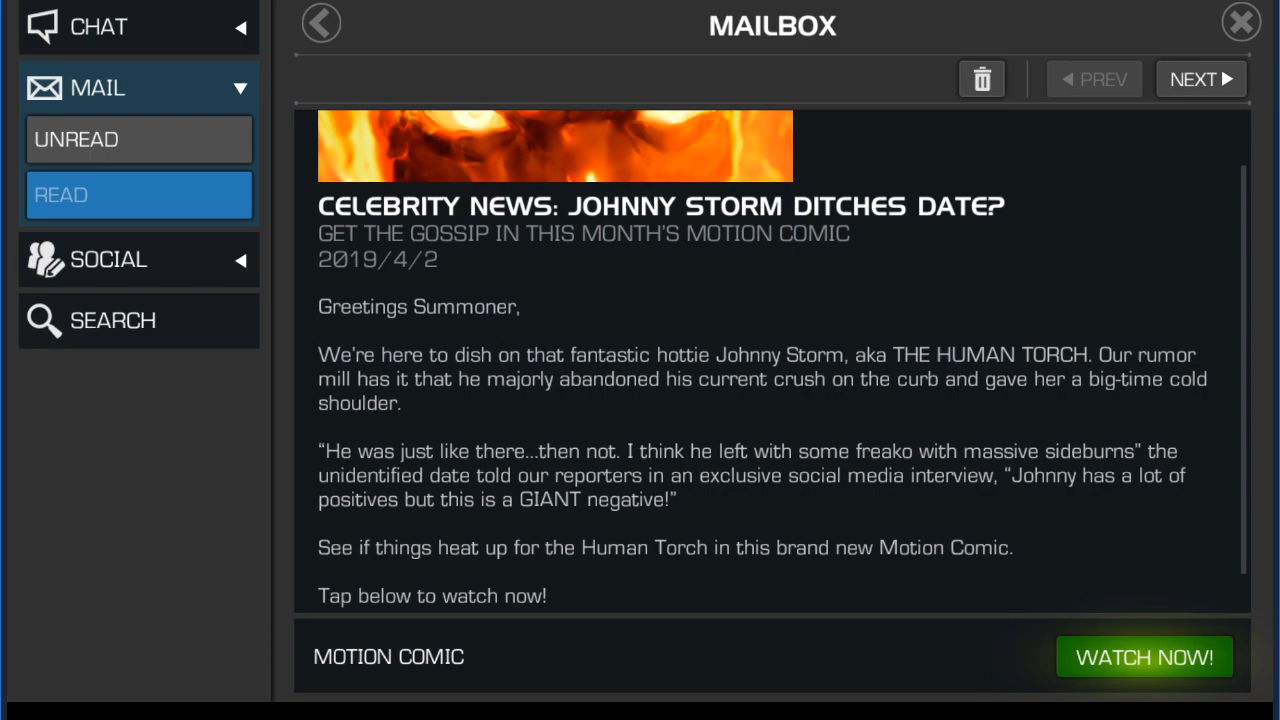 CHAT
MAIL
UNREAD
READ
SOCIAL
SEARCH
MAILBOX
PREV
NEXT
CELEBRITY NEWS: JOHNNY STORM DITCHES DATE?
GET THE GOSSIP IN THIS MONTH'S MOTION COMIC
2019/4/2
Greetings Summoner,
We're here to dish on that fantastic hottie Johnny Storm, aka THE HUMAN TORCH. Our rumor
mill has it that he majorly abandoned his current crush on the curb and gave her a big-time cold
shoulder.
“He was just like there...then not. I think he left with some freako with massive sideburns” the
unidentified date told our reporters in an exclusive social media interview, “Johnny has a lot of
positives but this is a GIANT negative!”
See if things heat up for the Human Torch in this brand new Motion Comic.
Tap below to watch now!
MOTION COMIC
WATCH NOW!